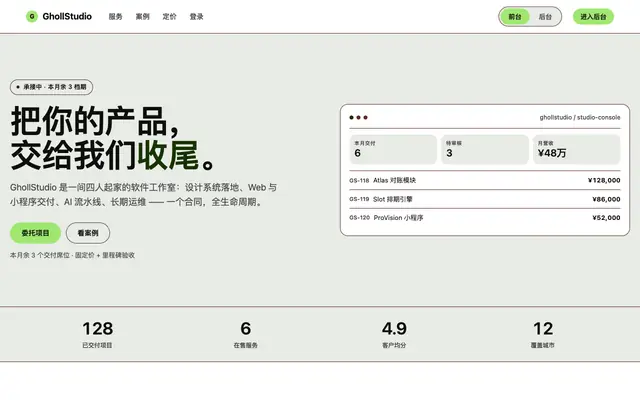 G GhollStudio 服务 案例 定价 登录 前台 后台 进入后台
承接中 · 本月余 3 档期
把你的产品，
交给我们收尾。
GhollStudio 是一间四人起家的软件工作室：设计系统落地、Web 与
小程序交付、AI 流水线、长期运维 —— 一个合同，全生命周期。
委托项目 看案例
本月余 3 个交付席位 · 固定价 + 里程碑验收
ghollstudio / studio-console
本月交付 待审核 月营收
6 3 ¥48万
GS-118 Atlas 对账模块 ¥128,000
GS-119 Slot 排期引擎 ¥86,000
GS-120 ProVision 小程序 ¥52,000
128 6 4.9 12
已交付项目 在售服务 客户均分 覆盖城市